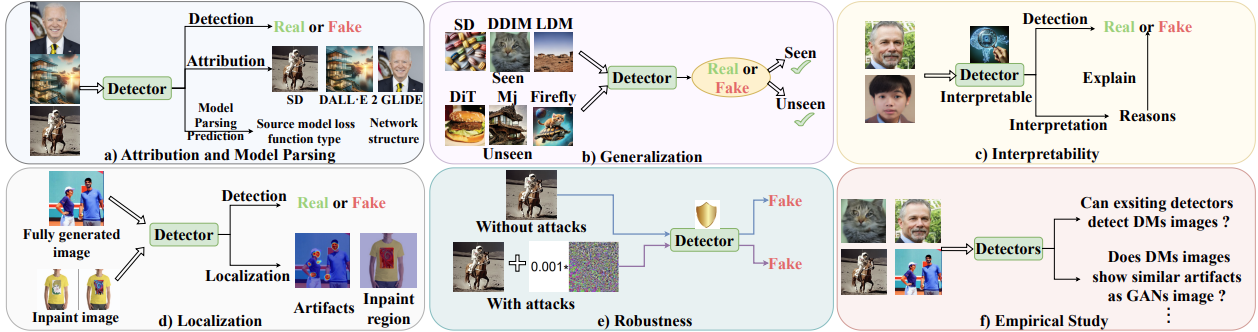 Detection
Real or Fake
Attribution
Detector
SD
DALL·E 2
GLIDE
Model
Parsing
Prediction
Source model loss
function type
Network
structure
a) Attribution and Model Parsing
SD
DDIM
LDM
Seen
Detector
Real or
Fake
Seen
Unseen
DiT
Mj
Firefly
Unseen
b) Generalization
Detection
Real or Fake
Detector
Interpretable
Explain
Interpretation
Reasons
c) Interpretability
Detection
Real or Fake
Fully generated
image
Detector
Localization
Inpaint image
Artifacts
Inpaint
region
d) Localization
Without attacks
Fake
Detector
0.001*
Fake
With attacks
e) Robustness
Can exsiting detectors
detect DMs images ?
Detectors
Does DMs images
show similar artifacts
as GANs image ?
f) Empirical Study